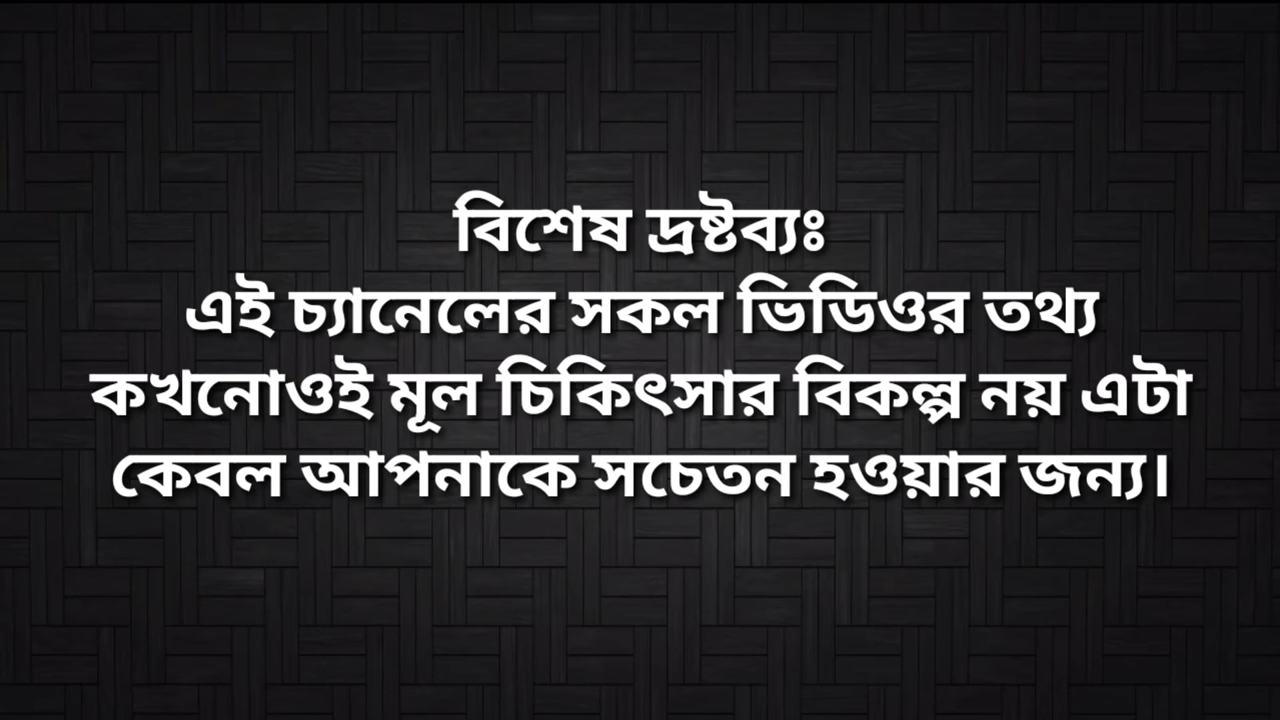 বিশেষ দ্রষ্টব্যঃ
এই চ্যানেলের সকল ভিডিওর তথ্য
কখনোওই মূল চিকিৎসার বিকল্প নয় এটা
কেবল আপনাকে সচেতন হওয়ার জন্য।